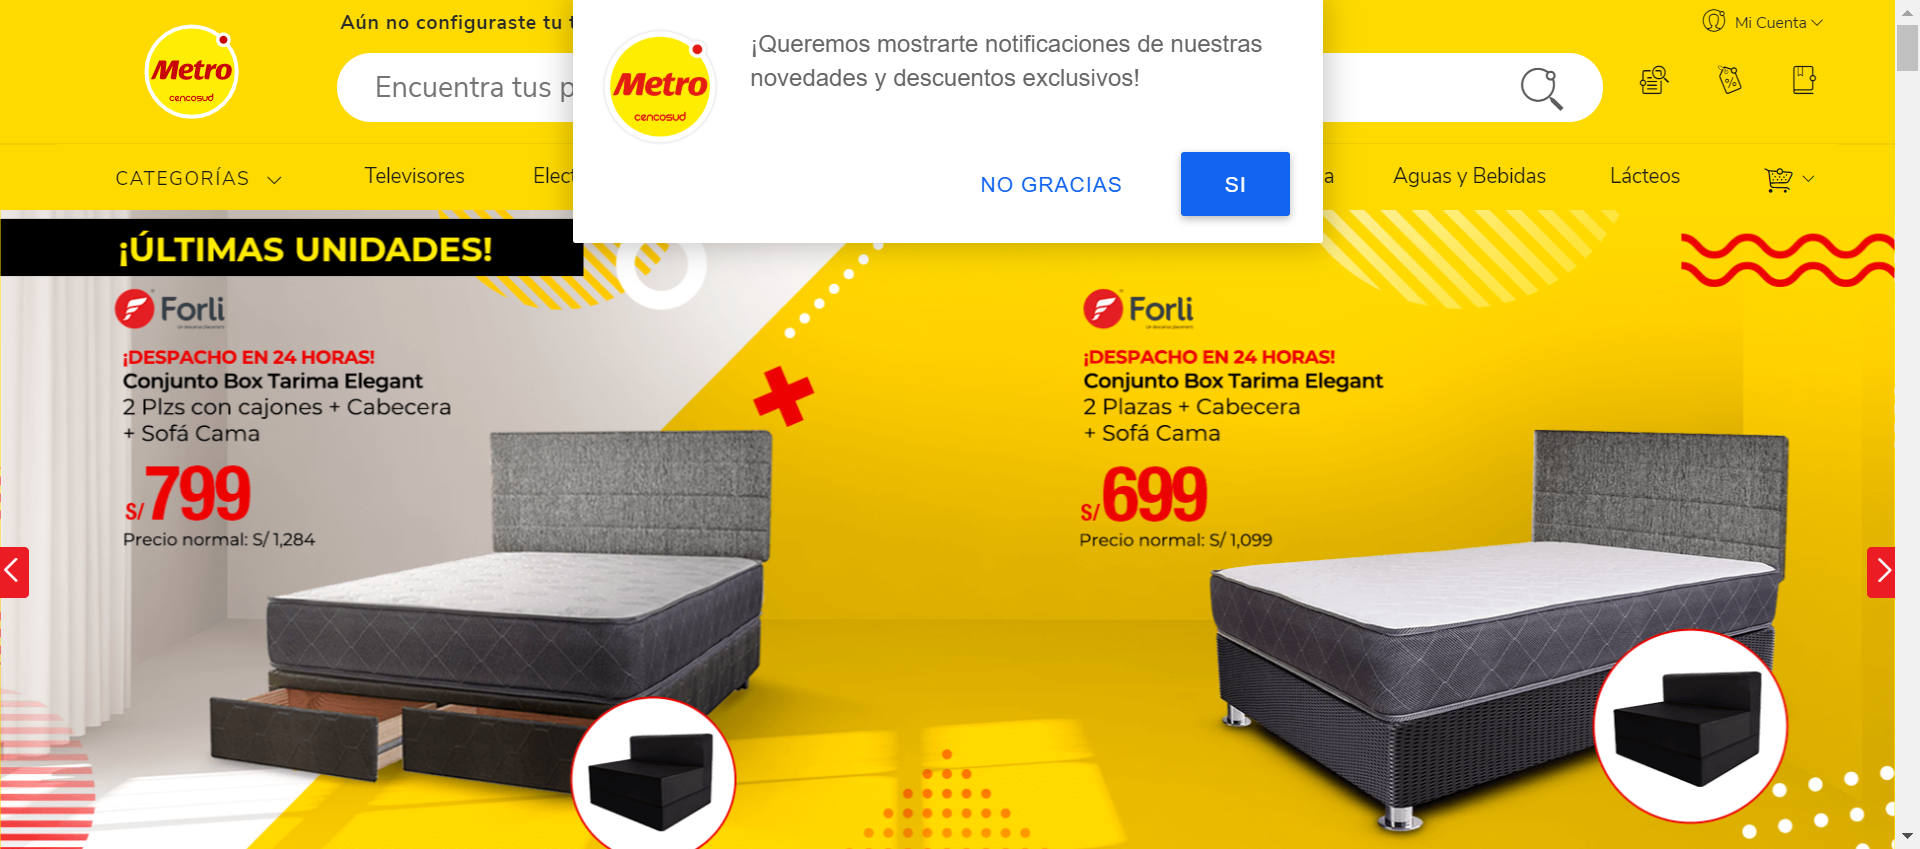 Aún no configuraste tu t
Mi Cuenta
Metro
cencosud
Encuentra tus p
¡Queremos mostrarte notificaciones de nuestras
novedades y descuentos exclusivos!
Metro
cencosud
NO GRACIAS
SI
CATEGORÍAS
Televisores
Elect
a
Aguas y Bebidas
Lácteos
¡ÚLTIMAS UNIDADES!
Forli
¡DESPACHO EN 24 HORAS!
Conjunto Box Tarima Elegant
2 Plzs con cajones + Cabecera
+ Sofá Cama
S/ 799
Precio normal: S/ 1,284
Forli
¡DESPACHO EN 24 HORAS!
Conjunto Box Tarima Elegant
2 Plazas + Cabecera
+ Sofá Cama
S/ 699
Precio normal: S/ 1,099